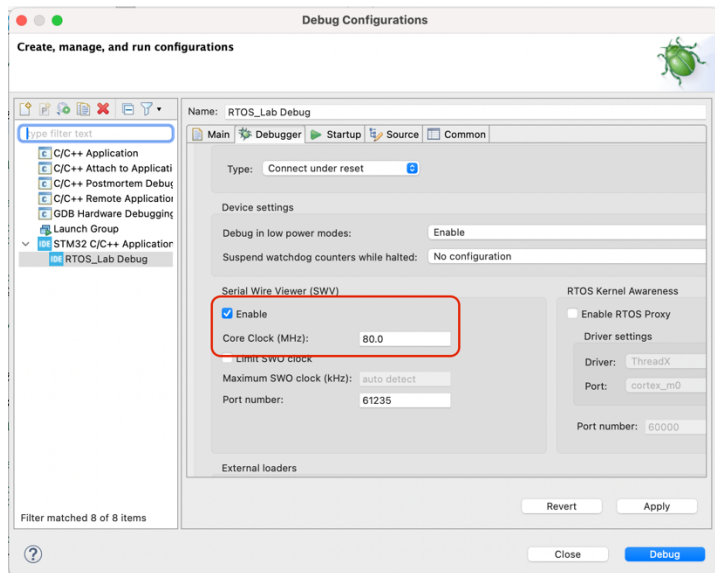 Debug Configurations
Create, manage, and run configurations
type filter text
C/C++ Application
C/C++ Attach to Applicati
C/C++ Postmortem Debug
C/C++ Remote Application
GDB Hardware Debugging
Launch Group
IDE STM32 C/C++ Application
IDE RTOS_Lab Debug
Filter matched 8 of 8 items
Name: RTOS_Lab Debug
Main Debugger Startup Source Common
Type: Connect under reset
Device settings
Debug in low power modes: Enable
Suspend watchdog counters while halted: No configuration
Serial Wire Viewer (SWV)
Enable
Core Clock (MHz): 80.0
Limit SWO clock
Maximum SWO clock (kHz): auto detect
Port number: 61235
RTOS Kernel Awareness
Enable RTOS Proxy
Driver settings
Driver: ThreadX
Port: cortex_m0
Port number: 60000
External loaders
Revert Apply
? Close Debug